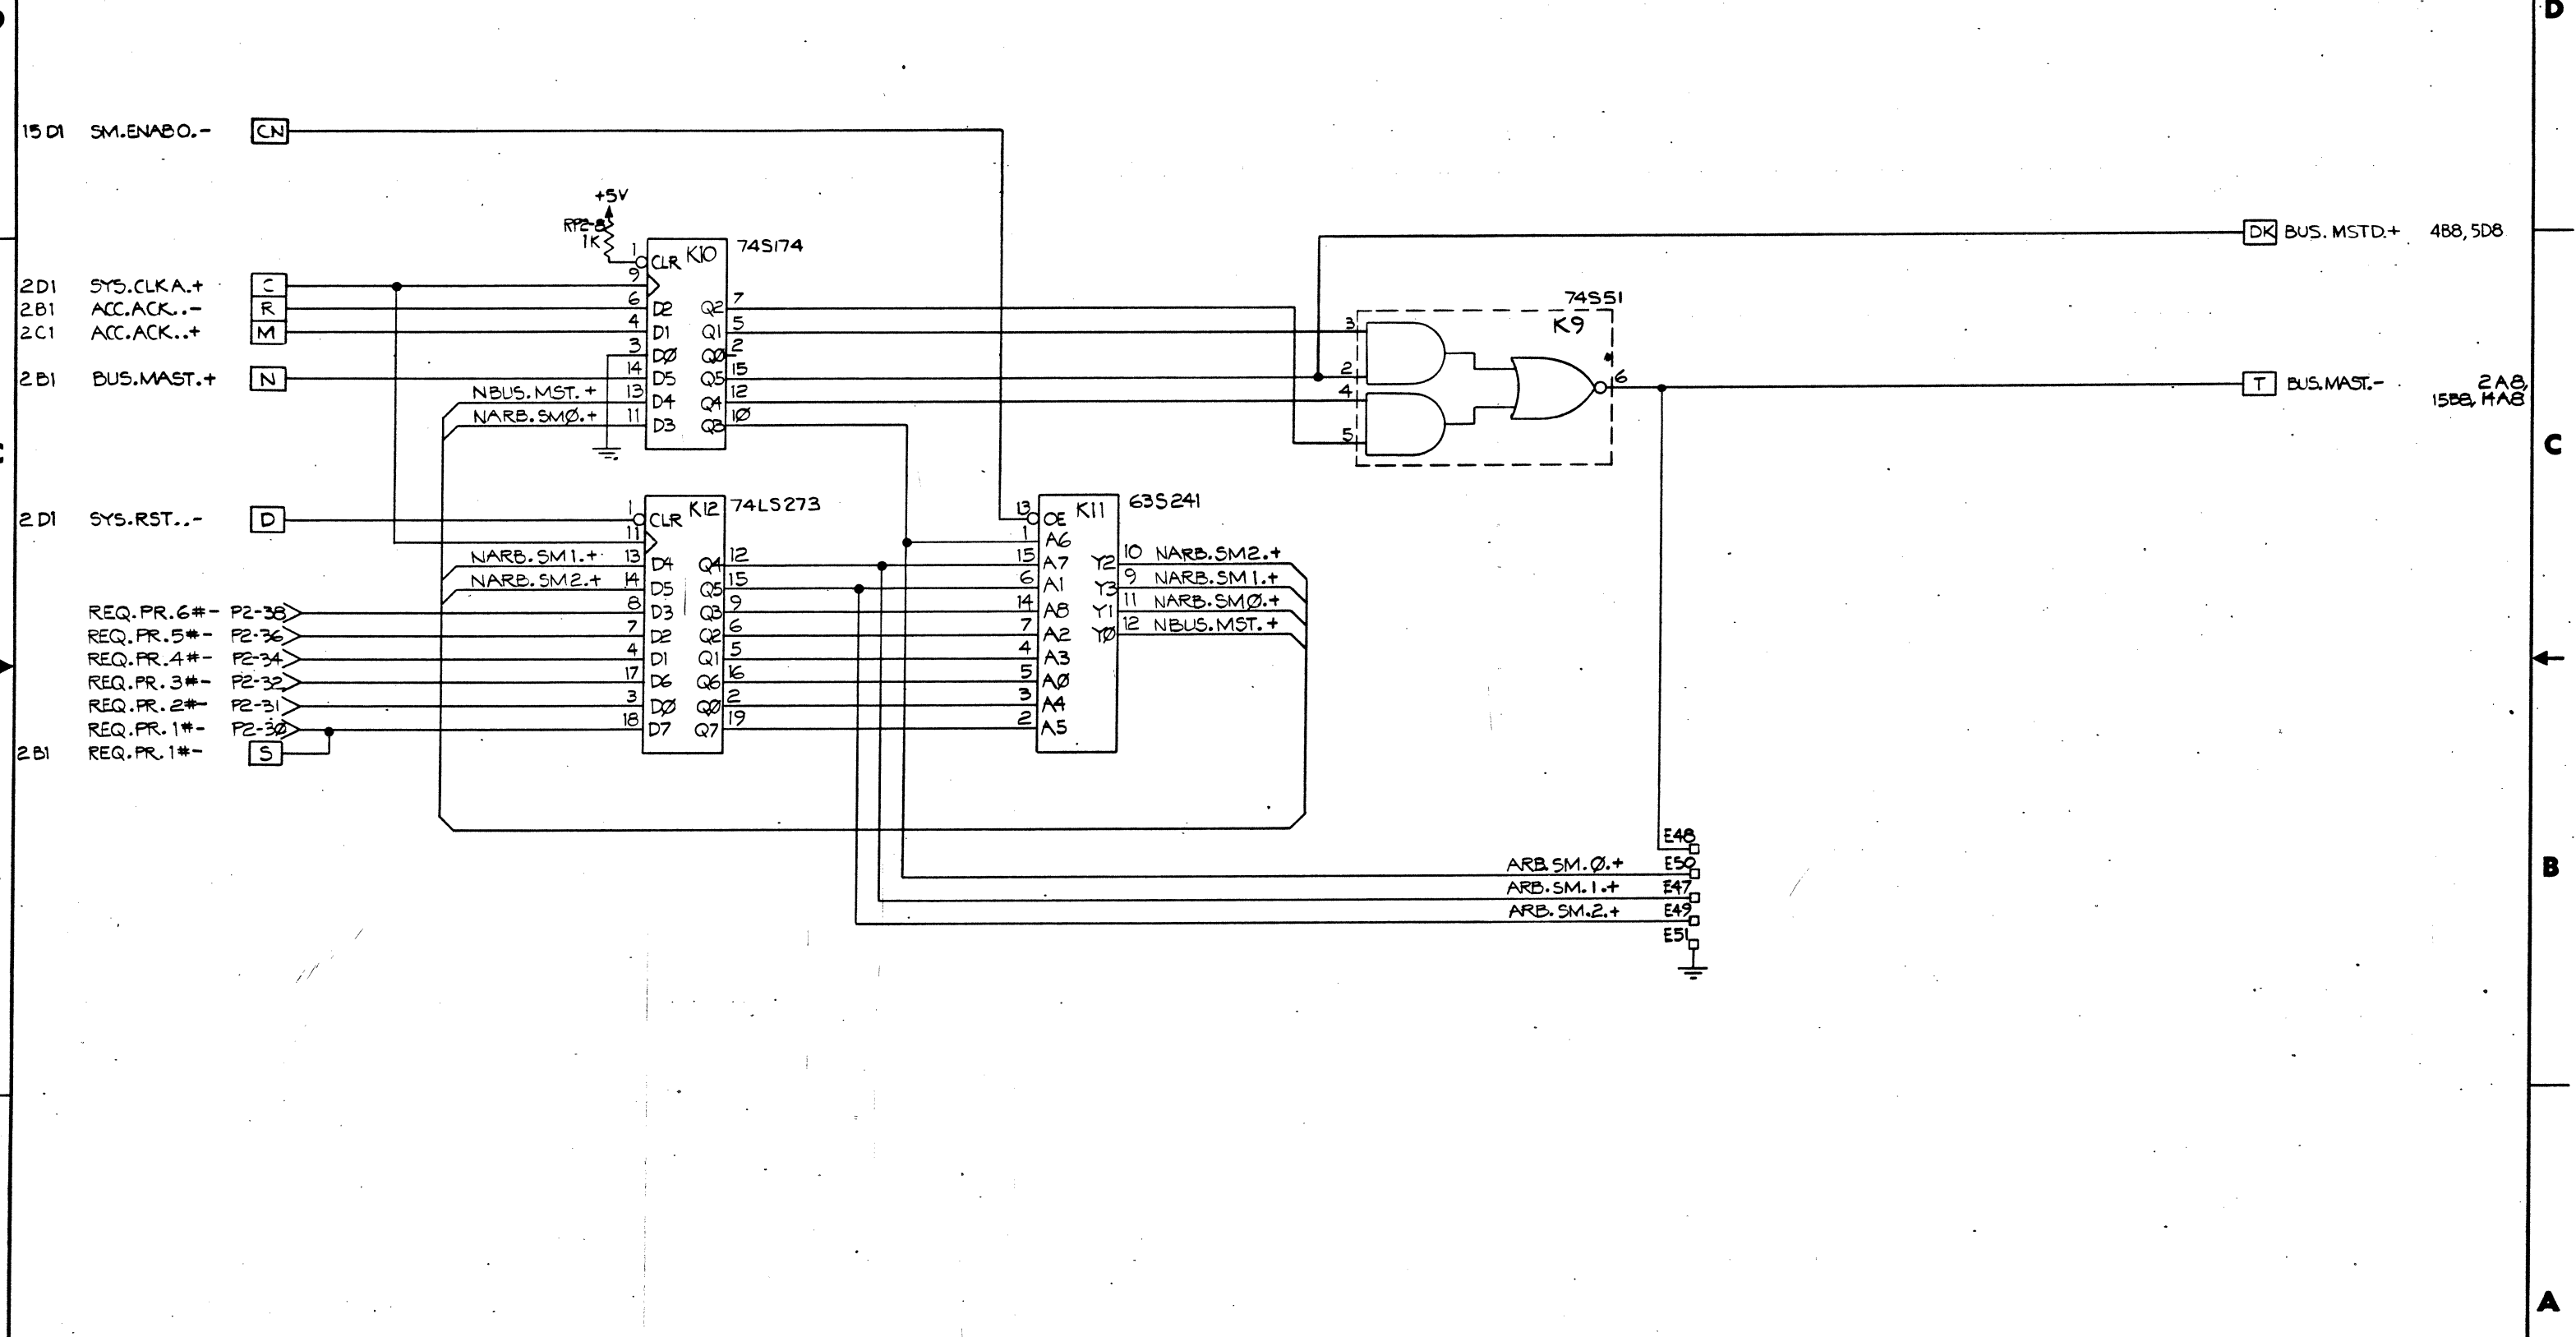 D
15D1 SM.ENABO.- CN
+5V
RP2-8
1K
1 CLR K10 74S174
DK BUS.MSTD.+ 4B8,5D8
2D1 SYS.CLKA.+ C 9
2B1 ACC.ACK..- R 6 D2 Q2 7
2C1 ACC.ACK..+ M 4 D1 Q1 5
3 DØ QØ 2
2B1 BUS.MAST.+ N 14 D5 Q5 15
NBUS.MST.+ 13 D4 Q4 12
NARB.SMØ.+ 11 D3 Q3 10
74S51
K9
3
2
4
5
6
T BUS.MAST.- 2A8,
15B8, 14A8
C
2D1 SYS.RST..- D 1 CLR K12 74LS273
11
NARB.SM1.+ 13 D4 Q4 12
NARB.SM2.+ 14 D5 Q5 15
REQ.PR.6#- P2-38 8 D3 Q3 9
REQ.PR.5#- P2-36 7 D2 Q2 6
REQ.PR.4#- P2-34 4 D1 Q1 5
REQ.PR.3#- P2-32 17 D6 Q6 16
REQ.PR.2#- P2-31 3 DØ QØ 2
REQ.PR.1#- P2-30 18 D7 Q7 19
2B1 REQ.PR.1#- S
13 OE K11 63S241
1 A6
15 A7 Y2 10 NARB.SM2.+
6 A1 Y3 9 NARB.SM1.+
14 A8 Y1 11 NARB.SMØ.+
7 A2 YØ 12 NBUS.MST.+
4 A3
5 AØ
3 A4
2 A5
E48
ARB.SM.Ø.+ E50
ARB.SM.1.+ E47
ARB.SM.2.+ E49
E51
B
A